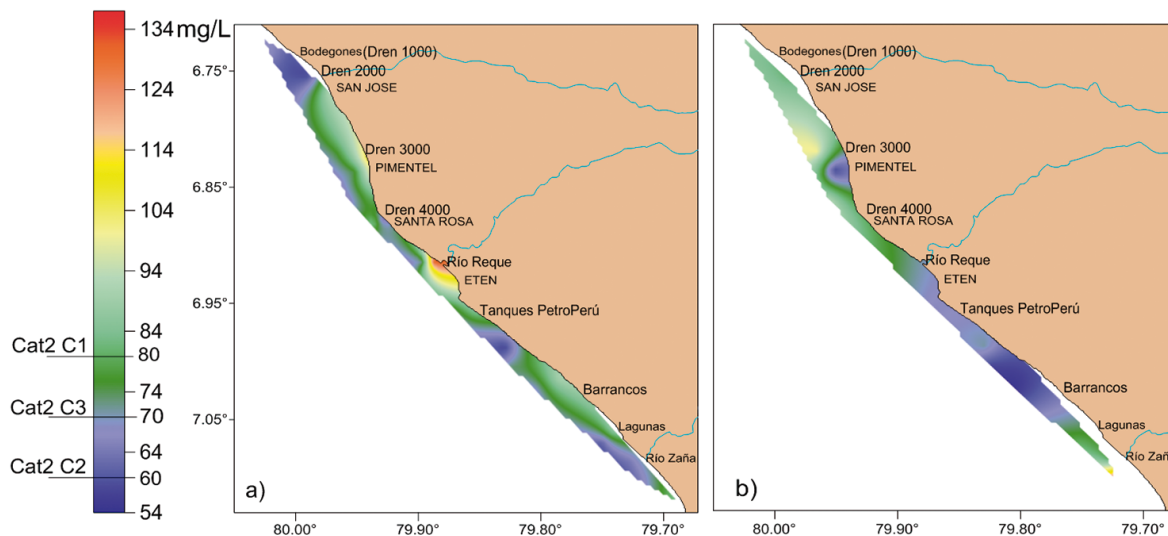 134 mg/L
124
114
104
94
84
Cat2 C1
80
74
Cat2 C3
70
64
Cat2 C2
60
54
6.75°
6.85°
6.95°
7.05°
Bodegones (Dren 1000)
Dren 2000
SAN JOSE
Dren 3000
PIMENTEL
Dren 4000
SANTA ROSA
Río Reque
ETEN
Tanques PetroPerú
Barrancos
Lagunas
Río Zaña
a)
80.00° 79.90° 79.80° 79.70°
Bodegones (Dren 1000)
Dren 2000
SAN JOSE
Dren 3000
PIMENTEL
Dren 4000
SANTA ROSA
Río Reque
ETEN
Tanques PetroPerú
Barrancos
Lagunas
Río Zañ
b)
80.00° 79.90° 79.80° 79.70°